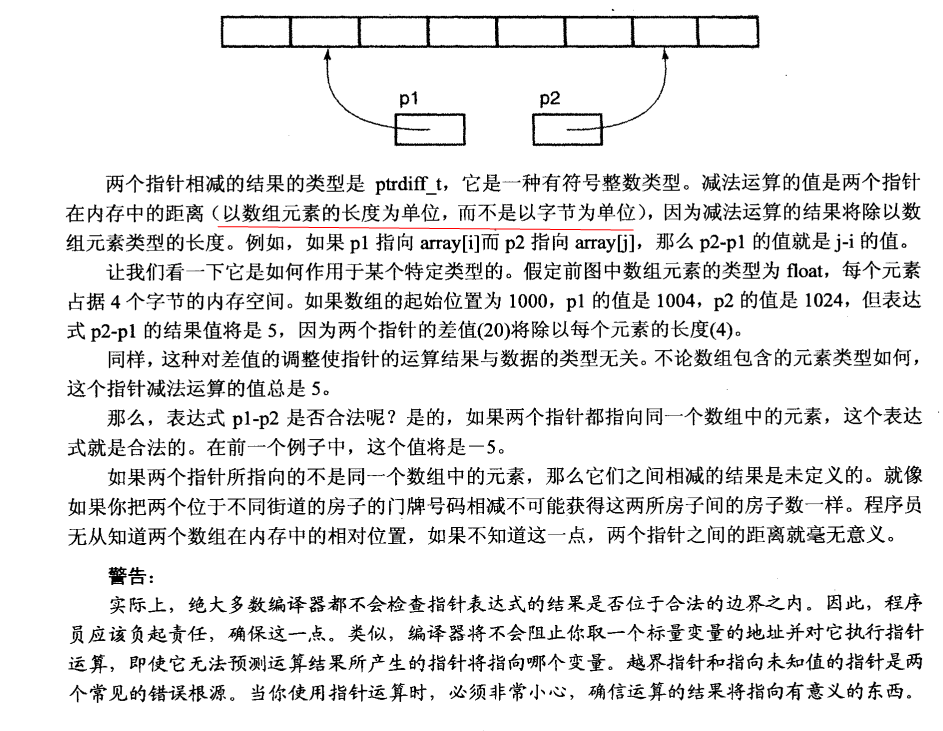 p1 p2
两个指针相减的结果的类型是 ptrdiff_t，它是一种有符号整数类型。减法运算的值是两个指针
在内存中的距离（以数组元素的长度为单位，而不是以字节为单位），因为减法运算的结果将除以数
组元素类型的长度。例如，如果 p1 指向 array[i]而 p2 指向 array[j]，那么 p2-p1 的值就是 j-i 的值。
让我们看一下它是如何作用于某个特定类型的。假定前图中数组元素的类型为 float，每个元素
占据 4 个字节的内存空间。如果数组的起始位置为 1000，p1 的值是 1004，p2 的值是 1024，但表达
式 p2-p1 的结果值将是 5，因为两个指针的差值(20)将除以每个元素的长度(4)。
同样，这种对差值的调整使指针的运算结果与数据的类型无关。不论数组包含的元素类型如何，
这个指针减法运算的值总是 5。
那么，表达式 p1-p2 是否合法呢？是的，如果两个指针都指向同一个数组中的元素，这个表达
式就是合法的。在前一个例子中，这个值将是－5。
如果两个指针所指向的不是同一个数组中的元素，那么它们之间相减的结果是未定义的。就像
如果你把两个位于不同街道的房子的门牌号码相减不可能获得这两所房子间的房子数一样。程序员
无从知道两个数组在内存中的相对位置，如果不知道这一点，两个指针之间的距离就毫无意义。
警告：
实际上，绝大多数编译器都不会检查指针表达式的结果是否位于合法的边界之内。因此，程序
员应该负起责任，确保这一点。类似，编译器将不会阻止你取一个标量变量的地址并对它执行指针
运算，即使它无法预测运算结果所产生的指针将指向哪个变量。越界指针和指向未知值的指针是两
个常见的错误根源。当你使用指针运算时，必须非常小心，确信运算的结果将指向有意义的东西。